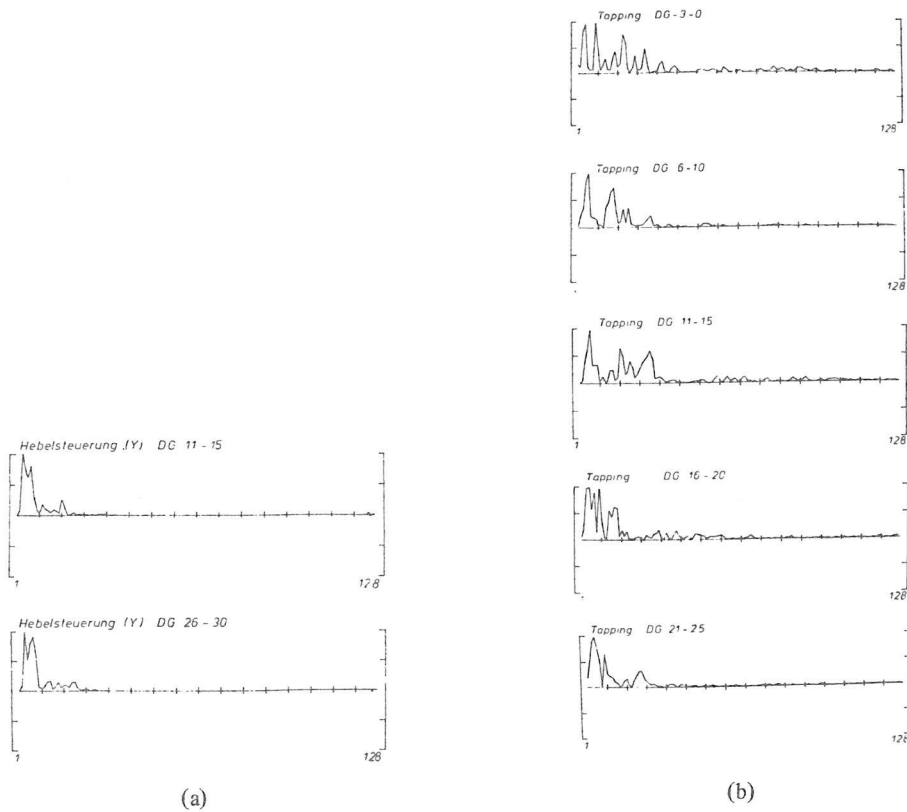 Hebelsteuerung (Y) DG 11-15
1
128
Hebelsteuerung (Y) DG 26-30
1
128
(a)
Tapping DG-3-0
1
128
Tapping DG 6-10
128
Tapping DG 11-15
1
128
Tapping DG 16-20
128
Tapping DG 21-25
1
128
(b)